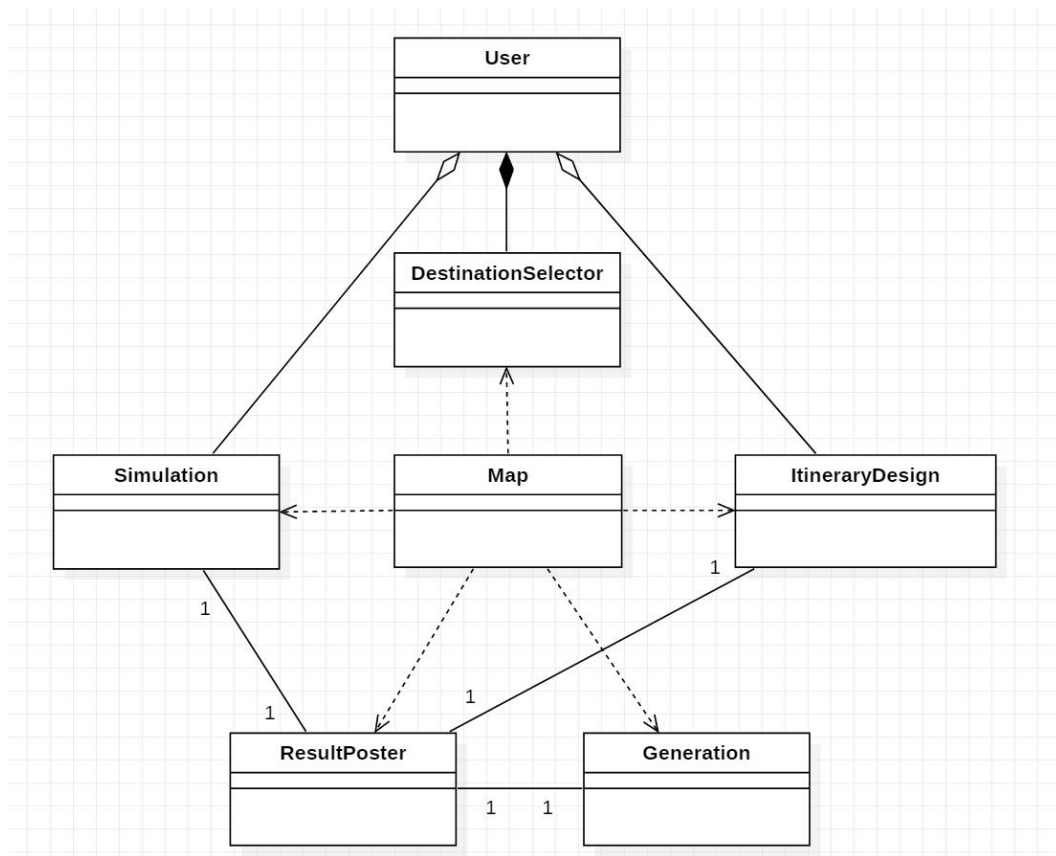 User
DestinationSelector
Simulation
Map
ItineraryDesign
1
1
1
1
ResultPoster
Generation
1
1